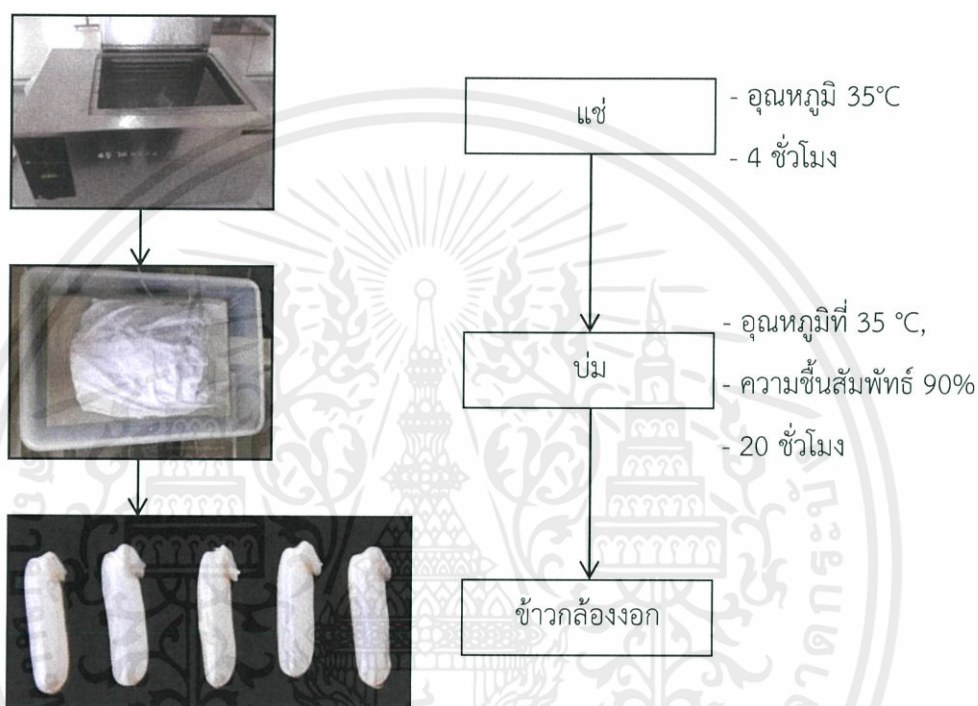 แช่
- อุณหภูมิ 35°C
- 4 ชั่วโมง
บ่ม
- อุณหภูมิที่ 35 °C,
- ความชื้นสัมพัทธ์ 90%
- 20 ชั่วโมง
ข้าวกล้องงอก